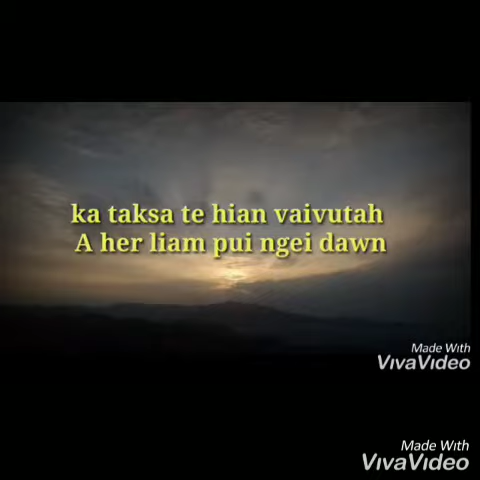 ka taksa te hian vaivutah
A her liam pui ngei dawn
Made With
VivaVideo
Made With
VivaVideo